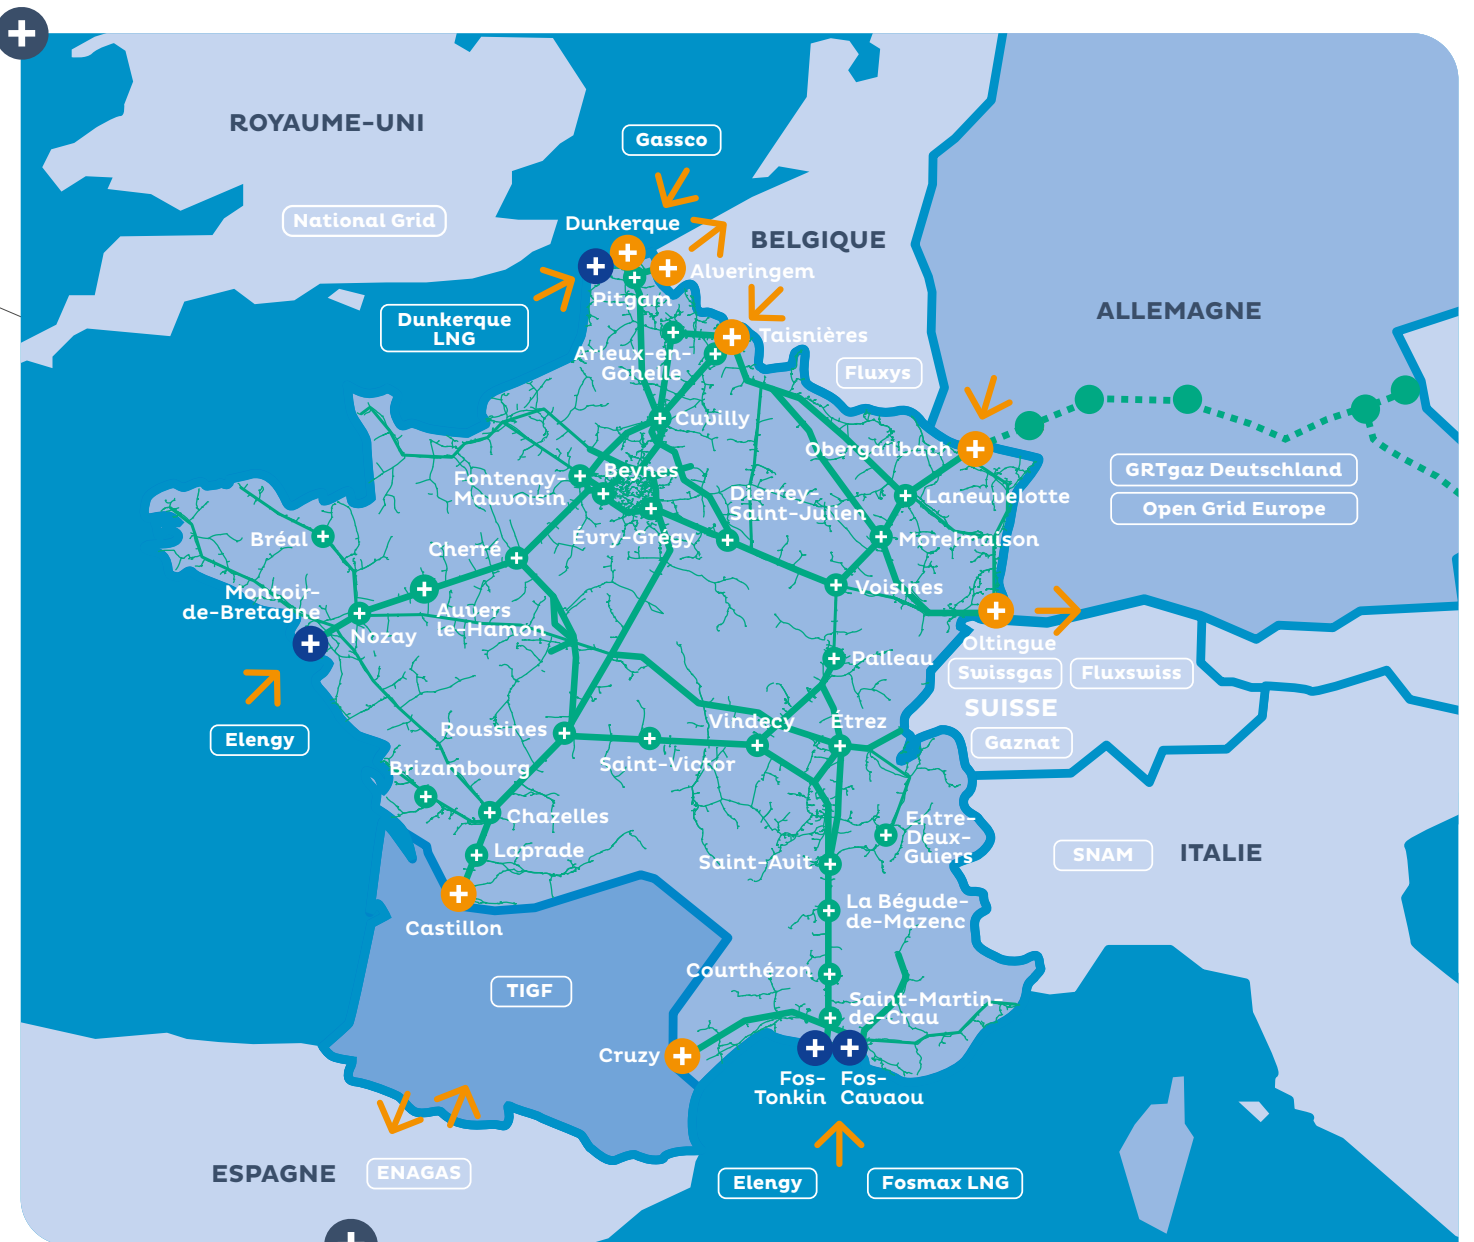 ROYAUME-UNI
Gassco
National Grid
Dunkerque
BELGIQUE
Alveringem
Pitgam
ALLEMAGNE
Dunkerque
LNG
Taisnières
Arleux-en-
Gohelle
Fluxys
Cuvilly
Obergailbach
Beynes
GRTgaz Deutschland
Fontenay-
Mauvoisin
Dierrey-
Saint-Julien
Laneuvelotte
Open Grid Europe
Bréal
Cherré
Évry-Grégy
Morelmaison
Voisines
Montoir-
de-Bretagne
Auvers
le-Hamon
Nozay
Oltingue
Palleau
Swissgas
Fluxswiss
SUISSE
Gaznat
Elengy
Roussines
Vindecy
Étrez
Saint-Victor
Brizambourg
Chazelles
Entre-
Deux-
Guiers
Laprade
Saint-Avit
SNAM
ITALIE
Castillon
La Bégude-
de-Mazenc
Courthézon
TIGF
Saint-Martin-
de-Crau
Cruzy
Fos-
Tonkin
Fos-
Cavaou
ESPAGNE
ENAGAS
Elengy
Fosmax LNG